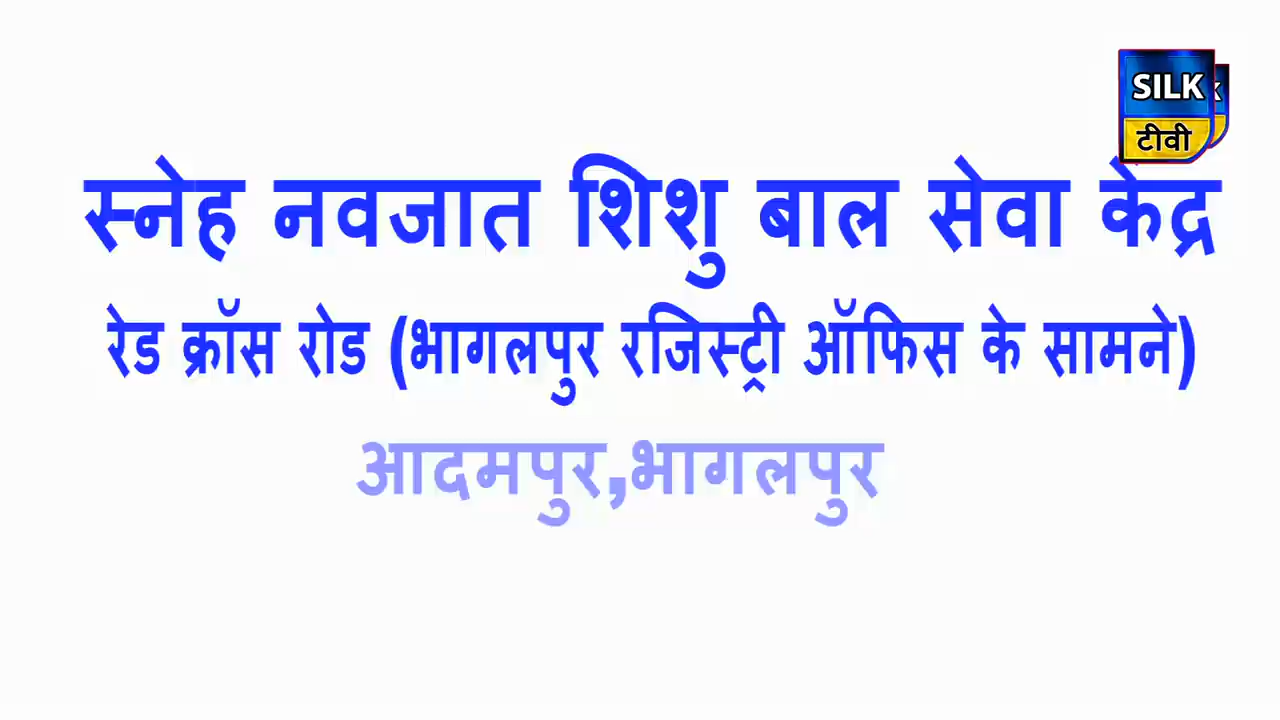 SILK
टीवी
स्नेह नवजात शिशु बाल सेवा केद्र
रेड क्रॉस रोड (भागलपुर रजिस्ट्री ऑफिस के सामने)
आदमपुर,भागलपुर